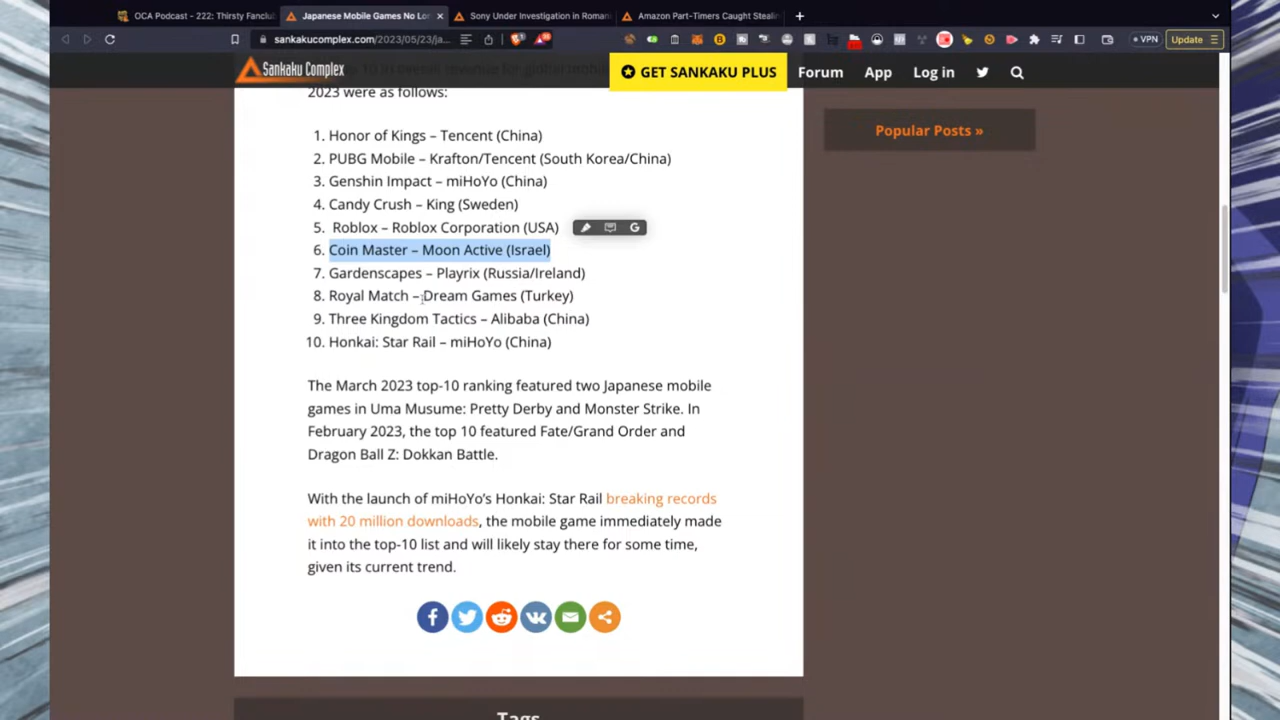 OCA Podcast - 222: Thirsty Fanclu
Japanese Mobile Games No Lo
Sony Under Investigation in Roman
Amazon Part-Timers Caught Stealin
sankakucomplex.com/2023/05/23/ja...
VPN
Update
Sankaku Complex
GET SANKAKU PLUS
Forum
App
Log in
2023 were as follows:
Popular Posts »
1. Honor of Kings – Tencent (China)
2. PUBG Mobile – Krafton/Tencent (South Korea/China)
3. Genshin Impact – miHoYo (China)
4. Candy Crush – King (Sweden)
5. Roblox – Roblox Corporation (USA)
6. Coin Master – Moon Active (Israel)
7. Gardenscapes – Playrix (Russia/Ireland)
8. Royal Match – Dream Games (Turkey)
9. Three Kingdom Tactics – Alibaba (China)
10. Honkai: Star Rail – miHoYo (China)
The March 2023 top-10 ranking featured two Japanese mobile
games in Uma Musume: Pretty Derby and Monster Strike. In
February 2023, the top 10 featured Fate/Grand Order and
Dragon Ball Z: Dokkan Battle.
With the launch of miHoYo's Honkai: Star Rail breaking records
with 20 million downloads, the mobile game immediately made
it into the top-10 list and will likely stay there for some time,
given its current trend.
Tags